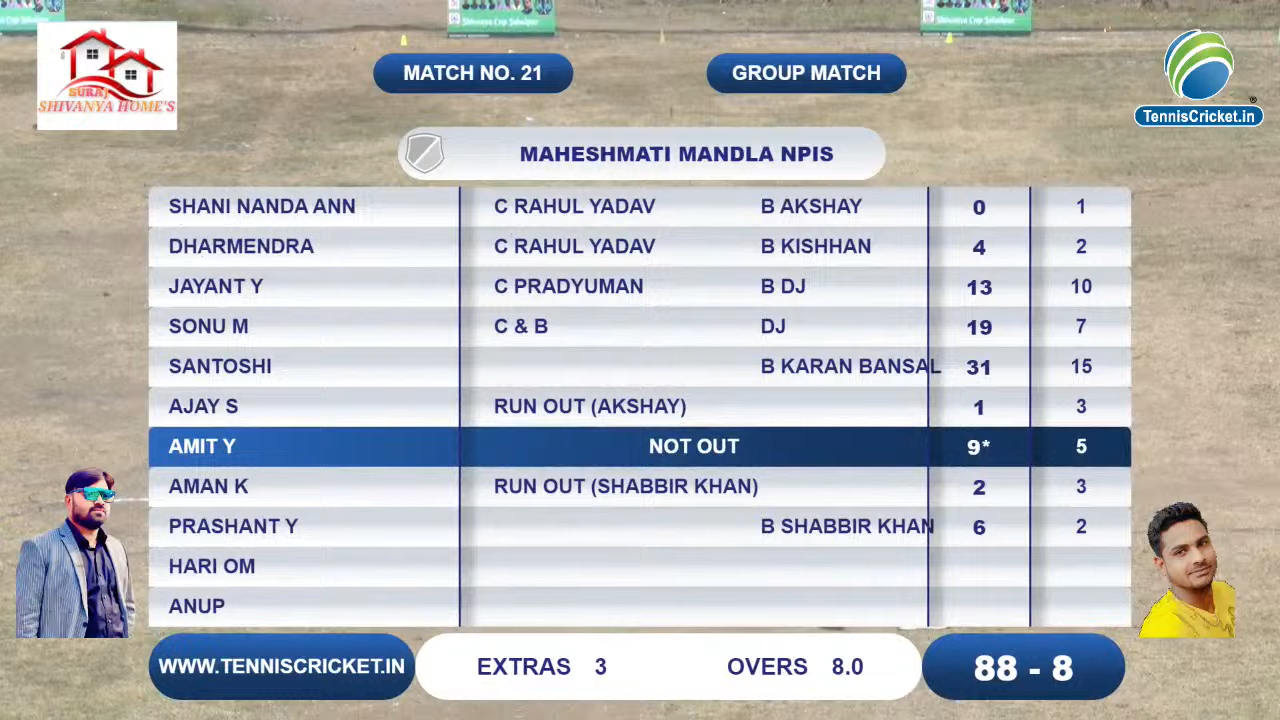 Shivanya Cup Salaipur
MATCH NO. 21
GROUP MATCH
SURAJ
SHIVANYA HOME'S
TennisCricket.in
®
MAHESHMATI MANDLA NPIS
SHANI NANDA ANN C RAHUL YADAV B AKSHAY 0 1
DHARMENDRA C RAHUL YADAV B KISHHAN 4 2
JAYANT Y C PRADYUMAN B DJ 13 10
SONU M C & B DJ 19 7
SANTOSHI B KARAN BANSAL 31 15
AJAY S RUN OUT (AKSHAY) 1 3
AMIT Y NOT OUT 9* 5
AMAN K RUN OUT (SHABBIR KHAN) 2 3
PRASHANT Y B SHABBIR KHAN 6 2
HARI OM
ANUP
WWW.TENNISCRICKET.IN EXTRAS 3 OVERS 8.0 88 - 8